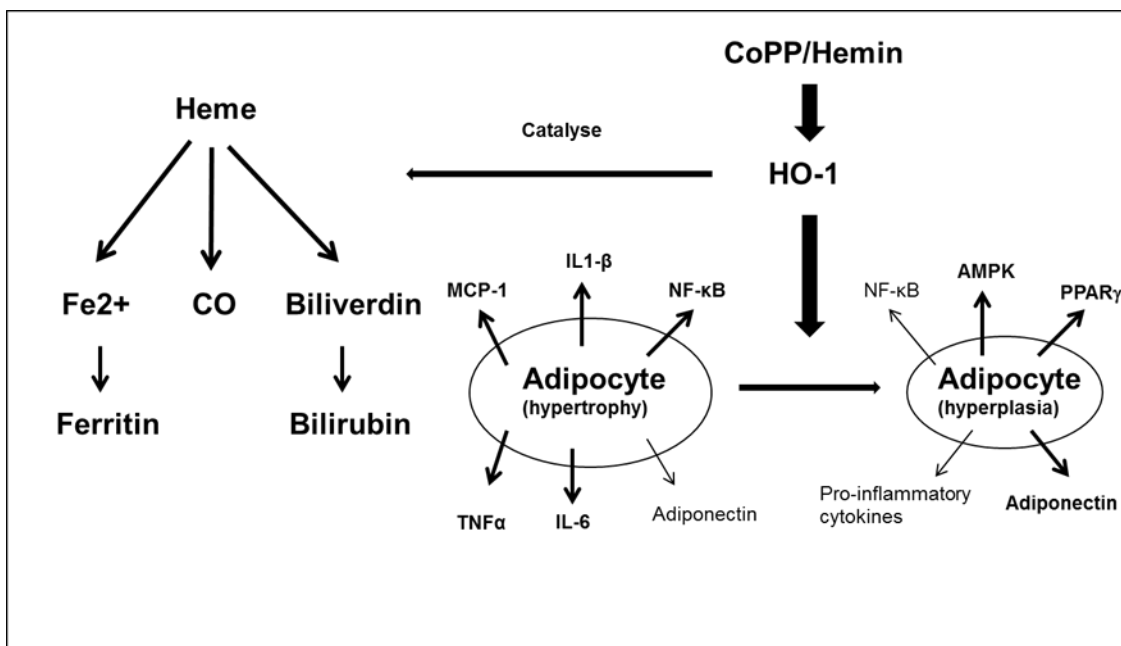 CoPP/Hemin
Heme
Catalyse
HO-1
Fe2+
CO
Biliverdin
MCP-1
IL1-β
NF-κB
NF-κB
AMPK
PPARγ
Adipocyte
(hypertrophy)
Adipocyte
(hyperplasia)
Ferritin
Bilirubin
TNFα
IL-6
Adiponectin
Pro-inflammatory
cytokines
Adiponectin